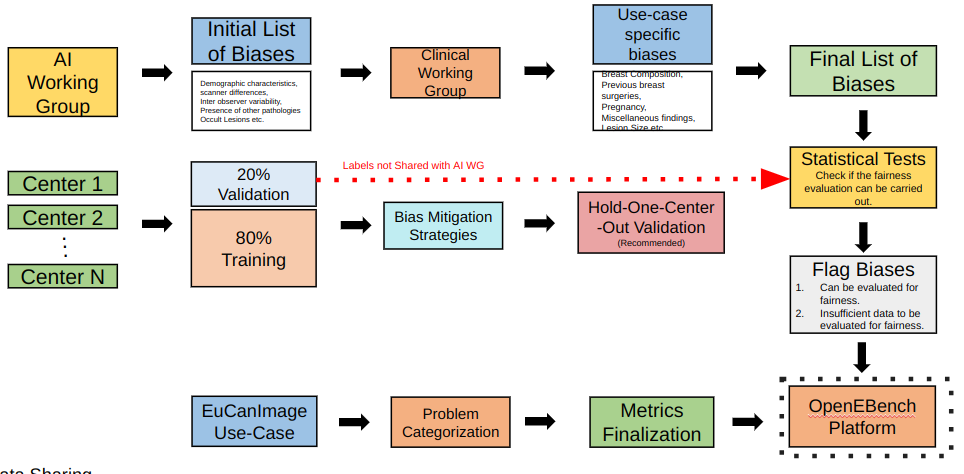 AI
Working
Group
Initial List
of Biases
Demographic characteristics,
scanner differences,
Inter observer variability,
Presence of other pathologies
Occult Lesions etc.
Clinical
Working
Group
Use-case
specific
biases
Breast Composition,
Previous breast
surgeries,
Pregnancy,
Miscellaneous findings,
Lesion Size etc
Final List of
Biases
Center 1
Center 2
Center N
20%
Validation
80%
Training
Labels not Shared with AI WG
Bias Mitigation
Strategies
Hold-One-Center
-Out Validation
(Recommended)
Statistical Tests
Check if the fairness
evaluation can be carried
out.
Flag Biases
1. Can be evaluated for
fairness.
2. Insufficient data to be
evaluated for fairness.
EuCanImage
Use-Case
Problem
Categorization
Metrics
Finalization
OpenEBench
Platform
Sharing